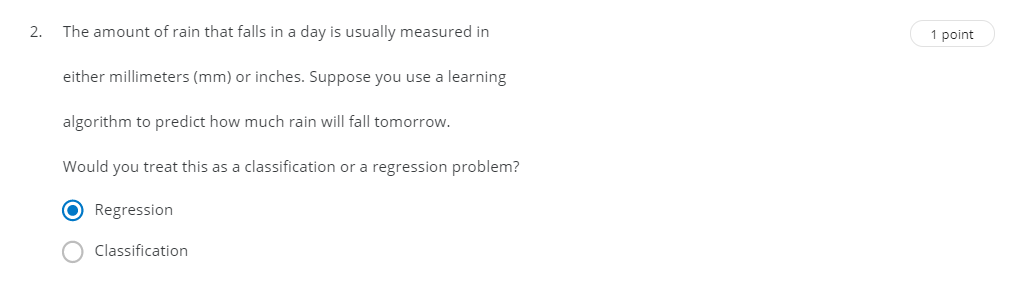 2. The amount of rain that falls in a day is usually measured in
1 point
either millimeters (mm) or inches. Suppose you use a learning
algorithm to predict how much rain will fall tomorrow.
Would you treat this as a classification or a regression problem?
Regression
Classification